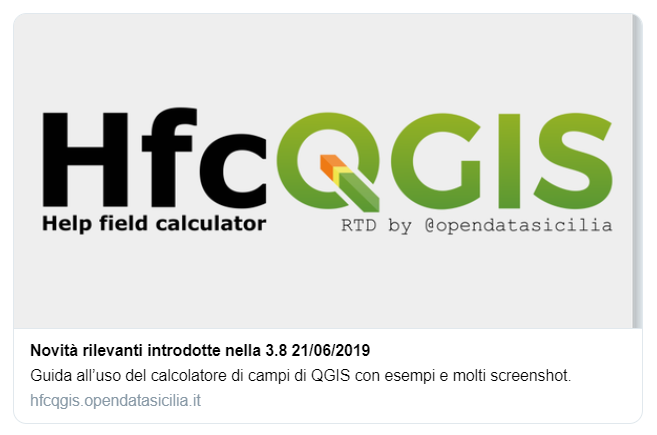 HfcQGIS
Help field calculator
RTD by @opendatasicilia
Novità rilevanti introdotte nella 3.8 21/06/2019
Guida all’uso del calcolatore di campi di QGIS con esempi e molti screenshot.
hfcqgis.opendatasicilia.it